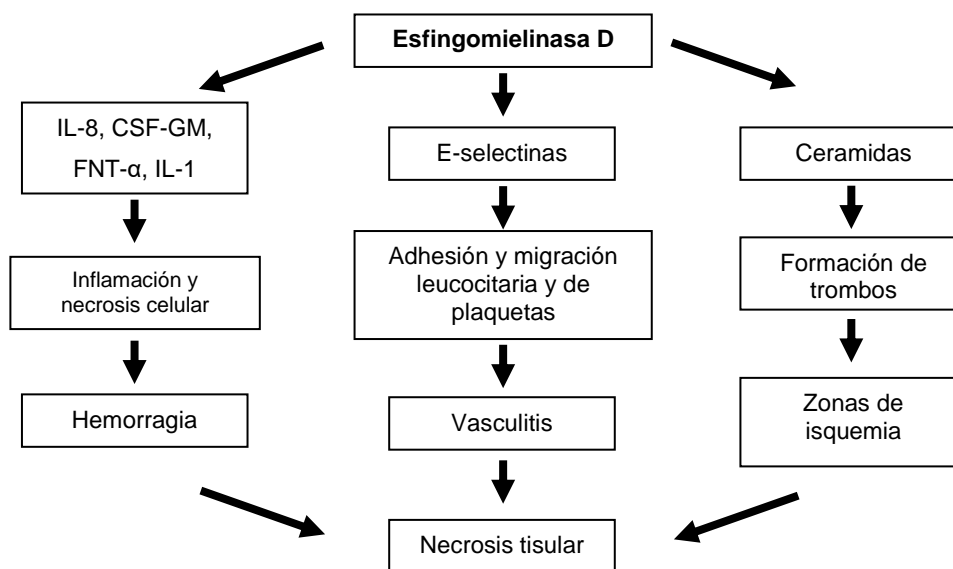 Esfingomielinasa D
IL-8, CSF-GM,
FNT-α, IL-1
E-selectinas
Ceramidas
Inflamación y
necrosis celular
Adhesión y migración
leucocitaria y de
plaquetas
Formación de
trombos
Hemorragia
Vasculitis
Zonas de
isquemia
Necrosis tisular